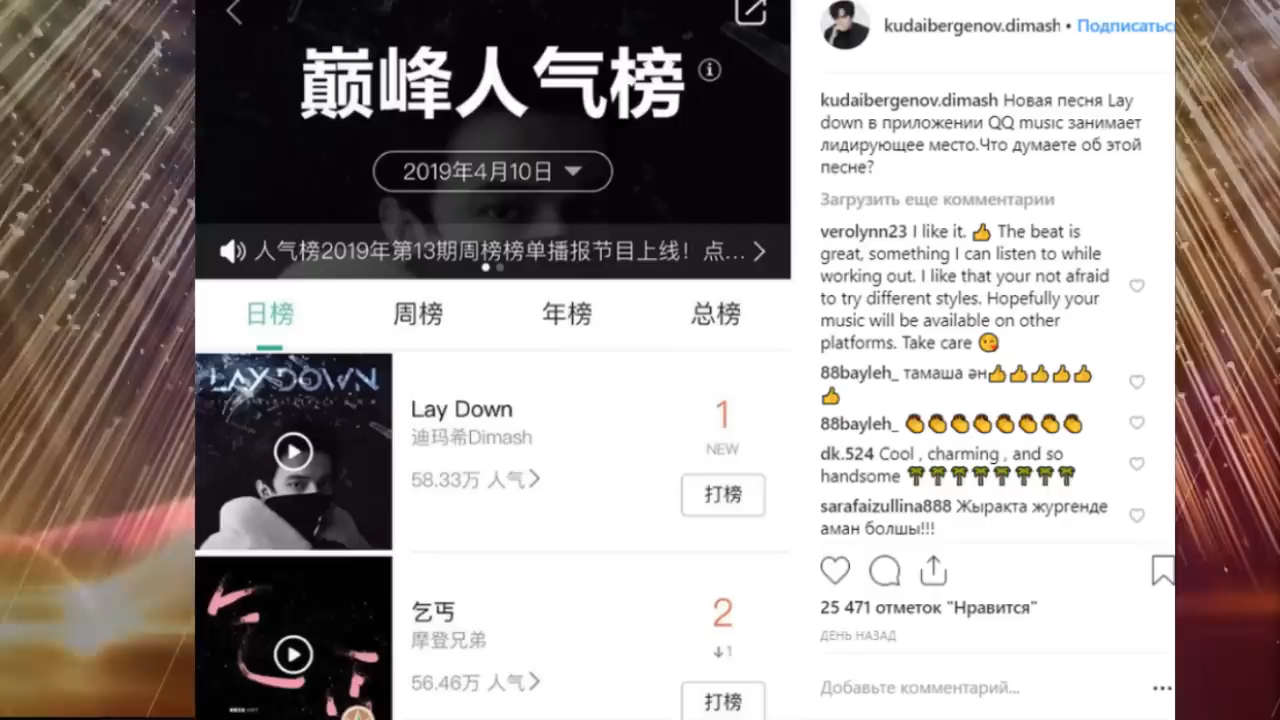 巅峰人气榜
2019年4月10日
人气榜2019年第13期周榜榜单播报节目上线！点...
日榜
周榜
年榜
总榜
LAY DOWN
Lay Down
迪玛希Dimash
58.33万 人气
1
NEW
打榜
乞丐
摩登兄弟
56.46万 人气
2
↓1
打榜
kudaibergenov.dimash • Подписатьс
kudaibergenov.dimash Новая песня Lay
down в приложении QQ music занимает
лидирующее место.Что думаете об этой
песне?
Загрузить еще комментарии
verolynn23 I like it. 👍 The beat is
great, something I can listen to while
working out. I like that your not afraid
to try different styles. Hopefully your
music will be available on other
platforms. Take care 😘
88bayleh_ тамаша ән👍👍👍👍👍
👍
88bayleh_ 👏👏👏👏👏👏👏👏
dk.524 Cool , charming , and so
handsome 🌴🌴🌴🌴🌴🌴🌴🌴
sarafaizullina888 Жыракта жургенде
аман болшы!!!
25 471 отметок "Нравится"
ДЕНЬ НАЗАД
Добавьте комментарий...